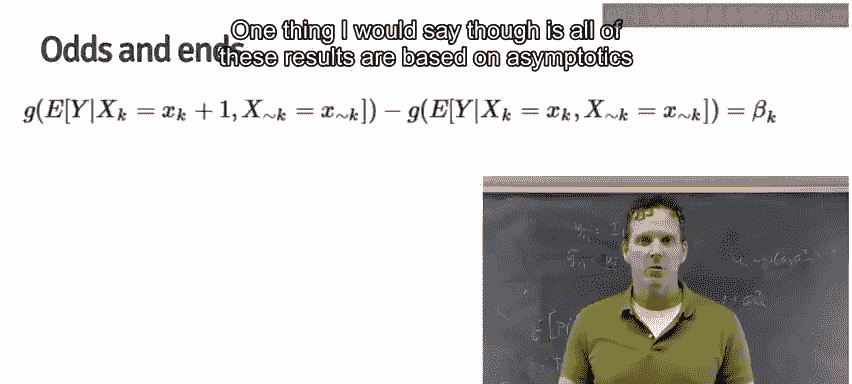 One thing I would say though is all of
these results are based on asymptotics
Odds and ends
g(E[Y|X_k = x_k + 1, X_{~k} = x_{~k}]) − g(E[Y|X_k = x_k, X_{~k} = x_{~k}]) = β_k